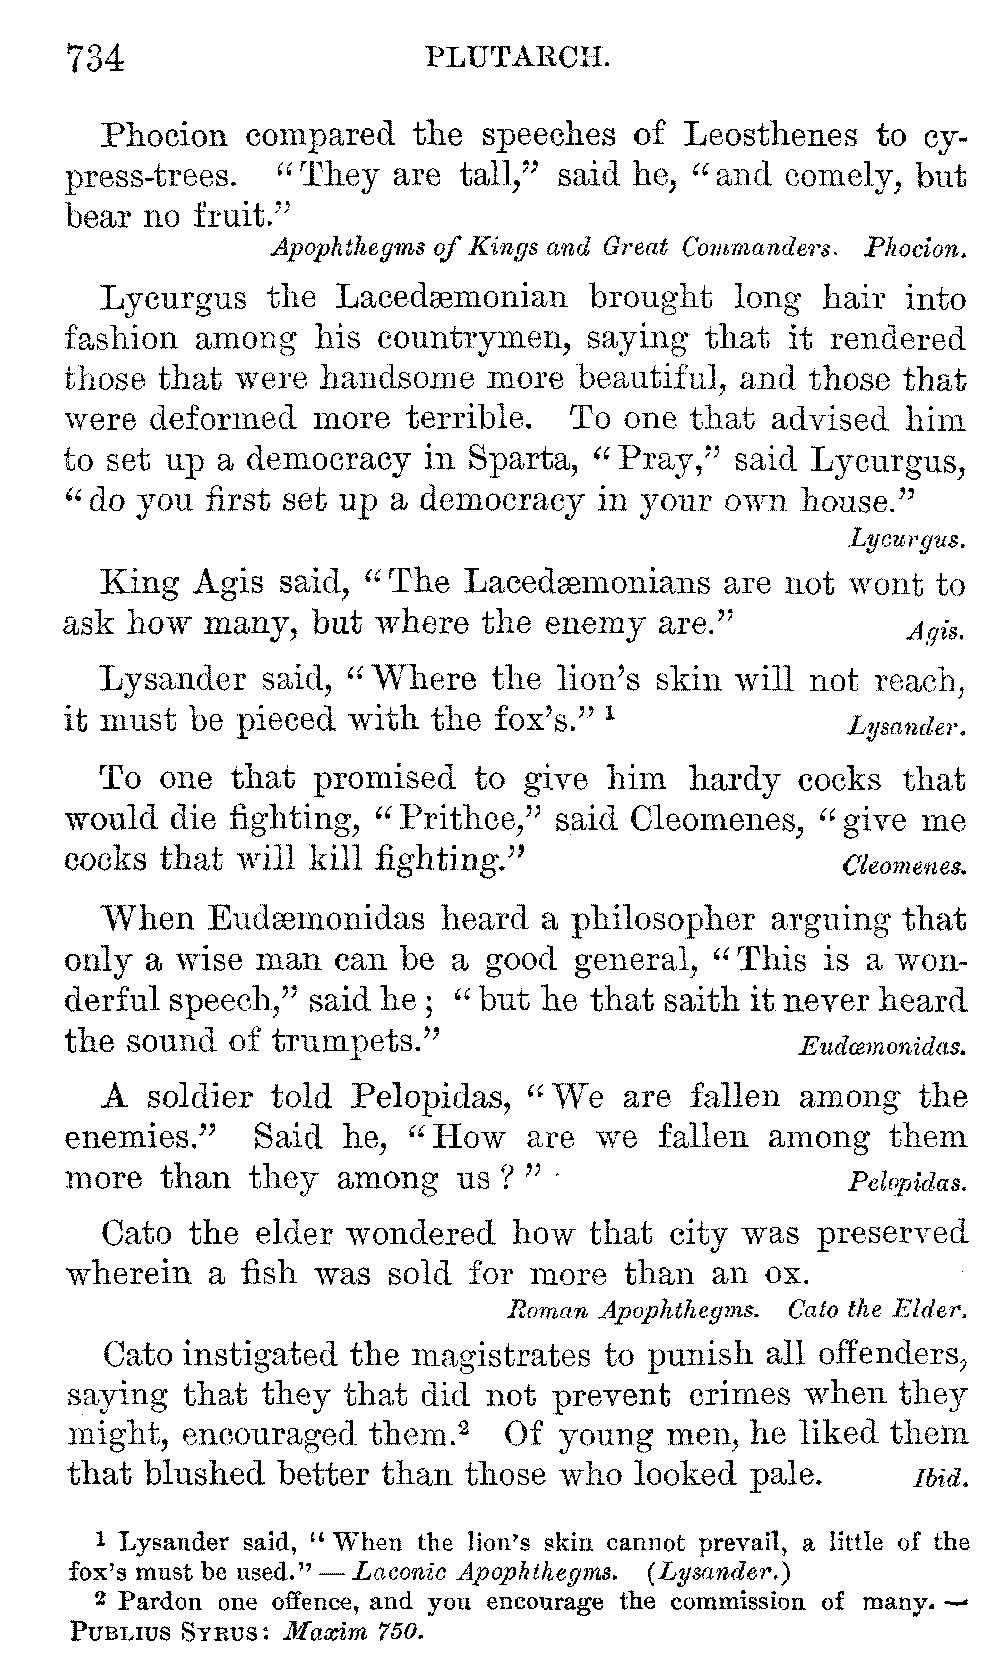 734 PLUTARCH.
Phocion compared the speeches of Leosthenes to cy-
press-trees. “They are tall,” said he, “and comely, but
bear no fruit.”
Apophthegms of Kings and Great Commanders. Phocion.
Lycurgus the Lacedæmonian brought long hair into
fashion among his countrymen, saying that it rendered
those that were handsome more beautiful, and those that
were deformed more terrible. To one that advised him
to set up a democracy in Sparta, “Pray,” said Lycurgus,
“do you first set up a democracy in your own house.”
Lycurgus.
King Agis said, “The Lacedæmonians are not wont to
ask how many, but where the enemy are.” Agis.
Lysander said, “Where the lion’s skin will not reach,
it must be pieced with the fox’s.” ¹ Lysander.
To one that promised to give him hardy cocks that
would die fighting, “Prithee,” said Cleomenes, “give me
cocks that will kill fighting.” Cleomenes.
When Eudæmonidas heard a philosopher arguing that
only a wise man can be a good general, “This is a won-
derful speech,” said he; “but he that saith it never heard
the sound of trumpets.” Eudæmonidas.
A soldier told Pelopidas, “We are fallen among the
enemies.” Said he, “How are we fallen among them
more than they among us?” Pelopidas.
Cato the elder wondered how that city was preserved
wherein a fish was sold for more than an ox.
Roman Apophthegms. Cato the Elder.
Cato instigated the magistrates to punish all offenders,
saying that they that did not prevent crimes when they
might, encouraged them.² Of young men, he liked them
that blushed better than those who looked pale. Ibid.
¹ Lysander said, “When the lion’s skin cannot prevail, a little of the
fox’s must be used.” — Laconic Apophthegms. (Lysander.)
² Pardon one offence, and you encourage the commission of many. —
PUBLIUS SYRUS: Maxim 750.